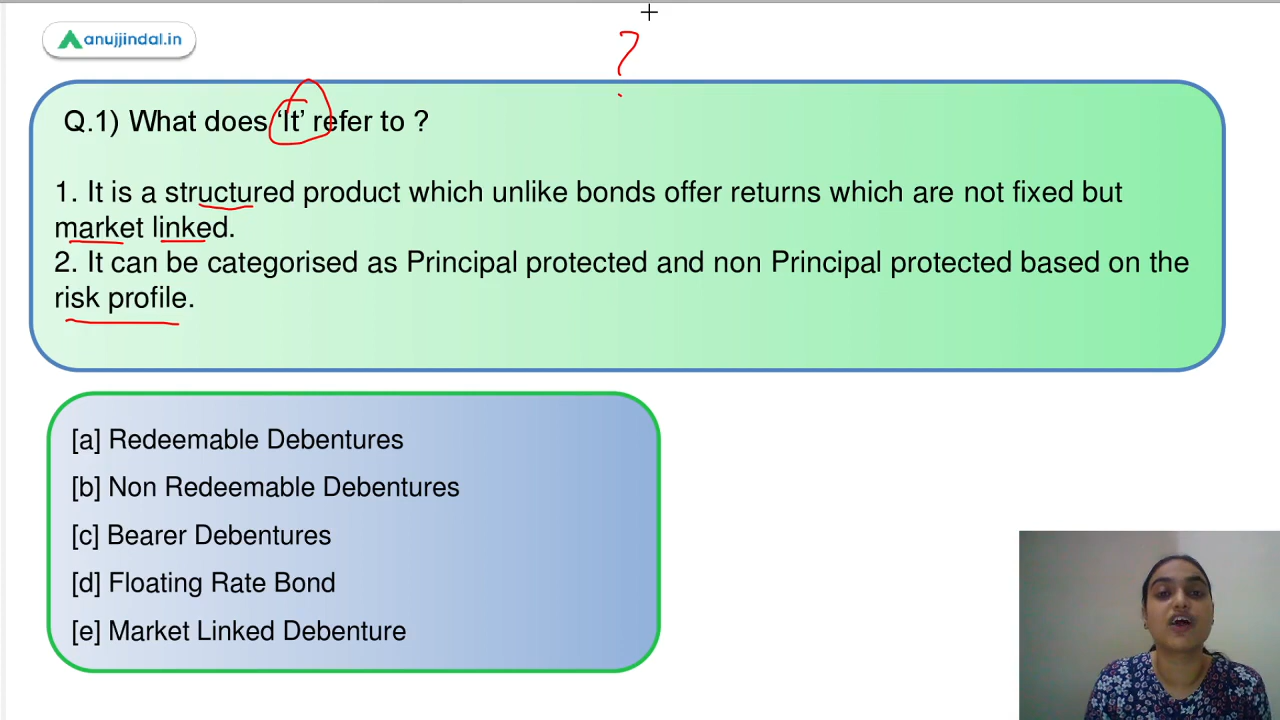 anujjindal.in
?
Q.1) What does ‘It’ refer to ?
1. It is a structured product which unlike bonds offer returns which are not fixed but
market linked.
2. It can be categorised as Principal protected and non Principal protected based on the
risk profile.
[a] Redeemable Debentures
[b] Non Redeemable Debentures
[c] Bearer Debentures
[d] Floating Rate Bond
[e] Market Linked Debenture